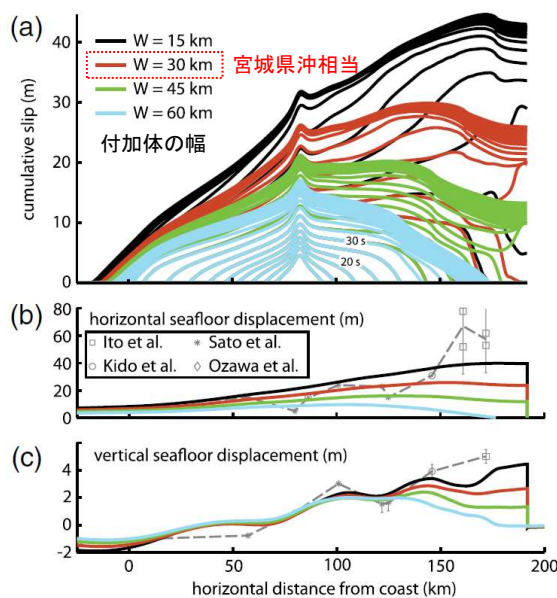 (a)
cumulative slip (m)
40
30
20
10
0
W = 15 km
W = 30 km
宮城県沖相当
W = 45 km
W = 60 km
付加体の幅
30 s
20 s
(b)
horizontal seafloor displacement (m)
80
60
40
20
0
Ito et al.
Sato et al.
Kido et al.
Ozawa et al.
(c)
vertical seafloor displacement (m)
4
2
0
-2
0
50
100
150
200
horizontal distance from coast (km)